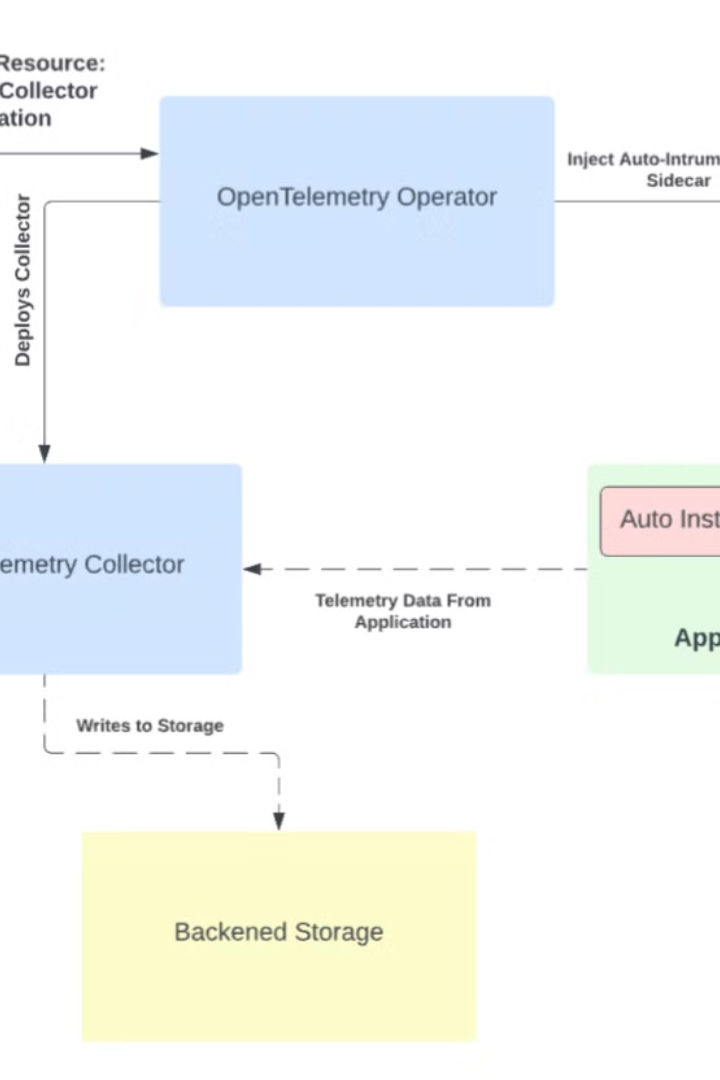 Resource:
Collector
ation
OpenTelemetry Operator
Inject Auto-Intrum
Sidecar
Deploys Collector
emetry Collector
Auto Inst
Telemetry Data From
Application
App
Writes to Storage
Backened Storage